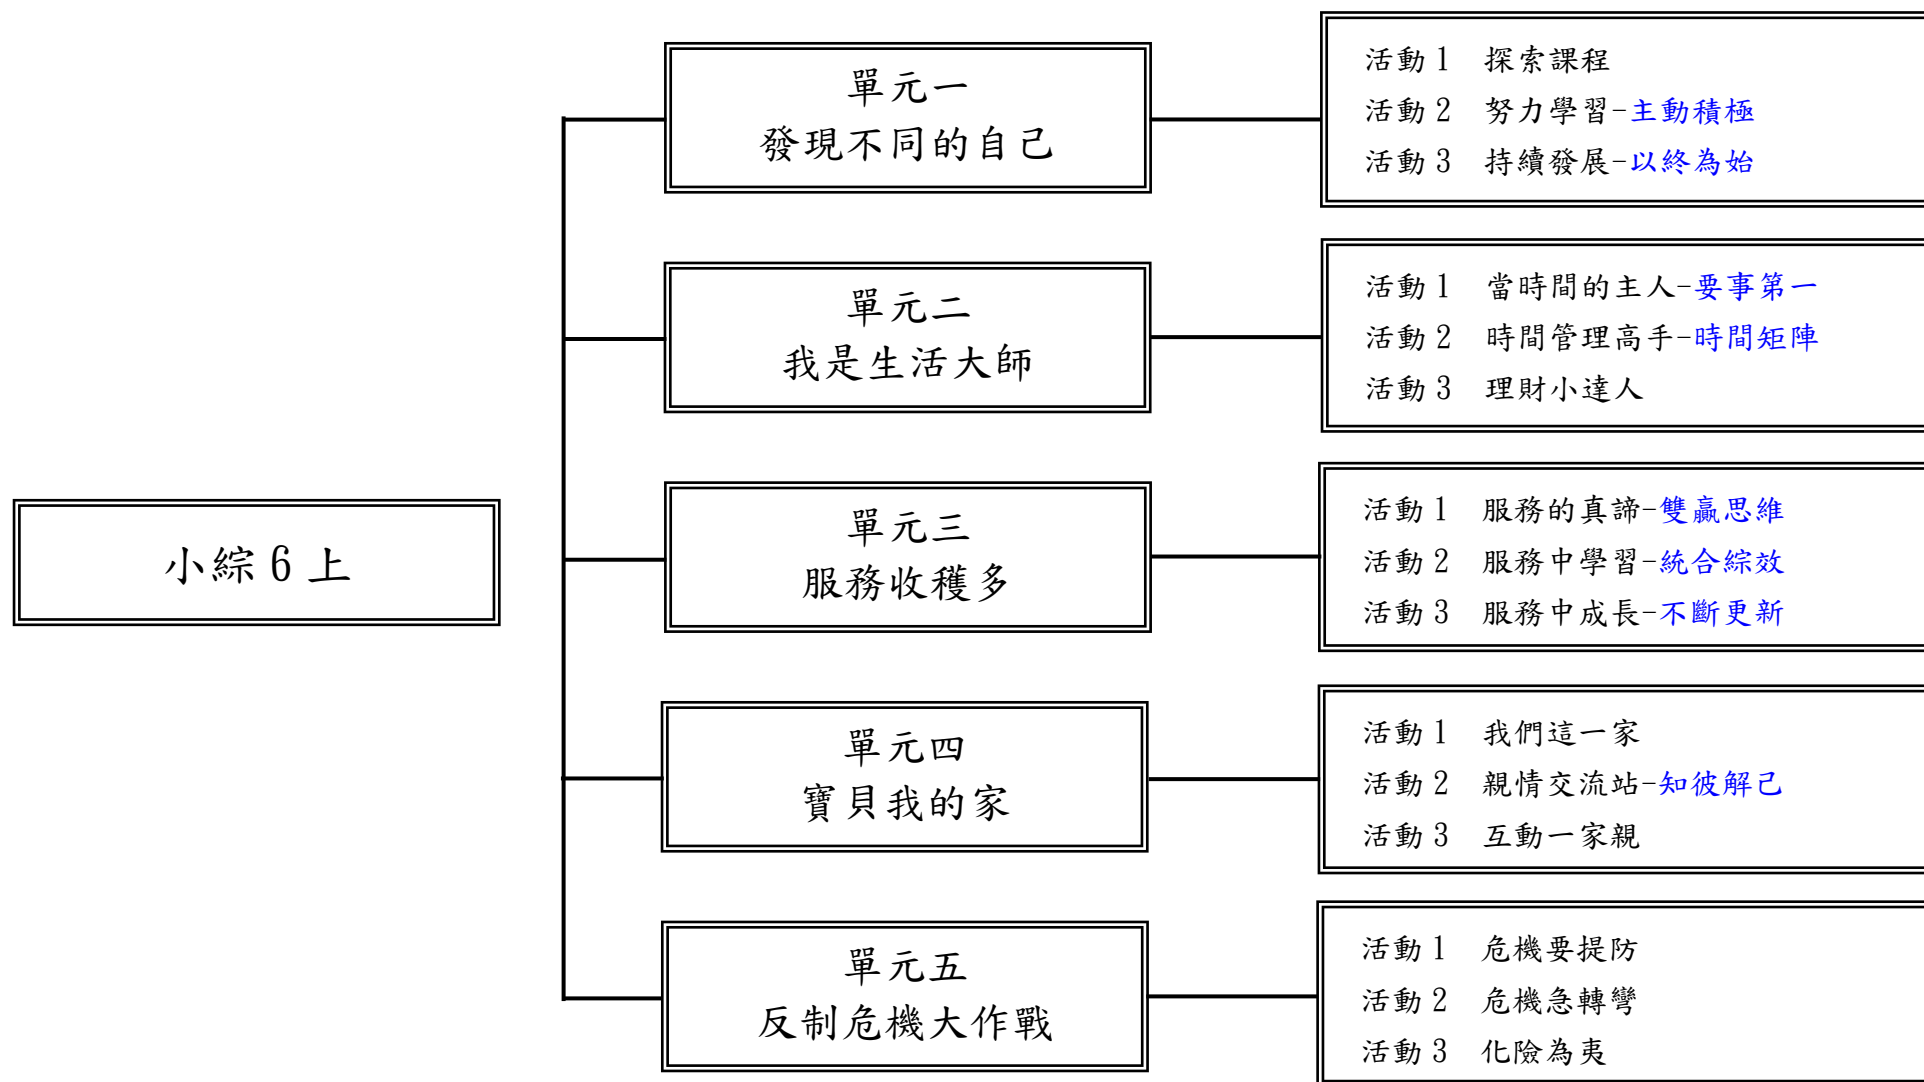 小綜 6 上
單元一
發現不同的自己
活動 1 探索課程
活動 2 努力學習-主動積極
活動 3 持續發展-以終為始
單元二
我是生活大師
活動 1 當時間的主人-要事第一
活動 2 時間管理高手-時間矩陣
活動 3 理財小達人
單元三
服務收穫多
活動 1 服務的真諦-雙贏思維
活動 2 服務中學習-統合綜效
活動 3 服務中成長-不斷更新
單元四
寶貝我的家
活動 1 我們這一家
活動 2 親情交流站-知彼解己
活動 3 互動一家親
單元五
反制危機大作戰
活動 1 危機要提防
活動 2 危機急轉彎
活動 3 化險為夷